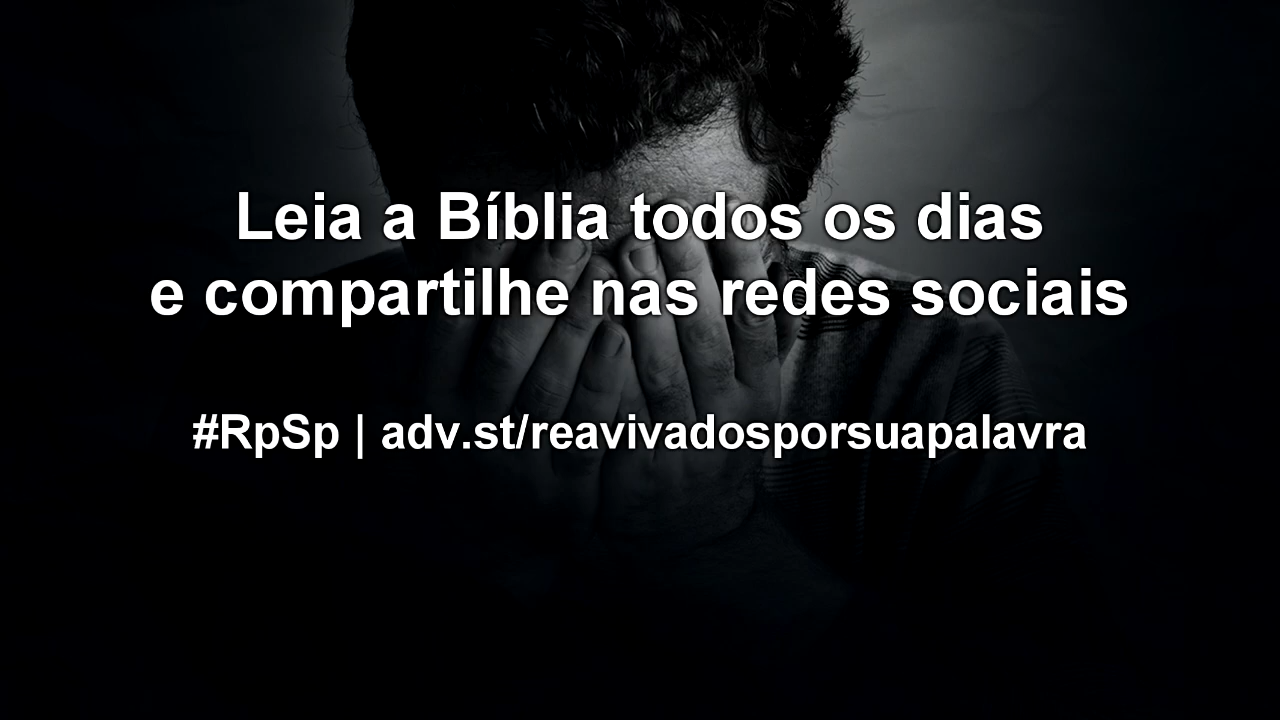 Leia a Bíblia todos os dias
e compartilhe nas redes sociais
#RpSp | adv.st/reavivadosporsuapalavra